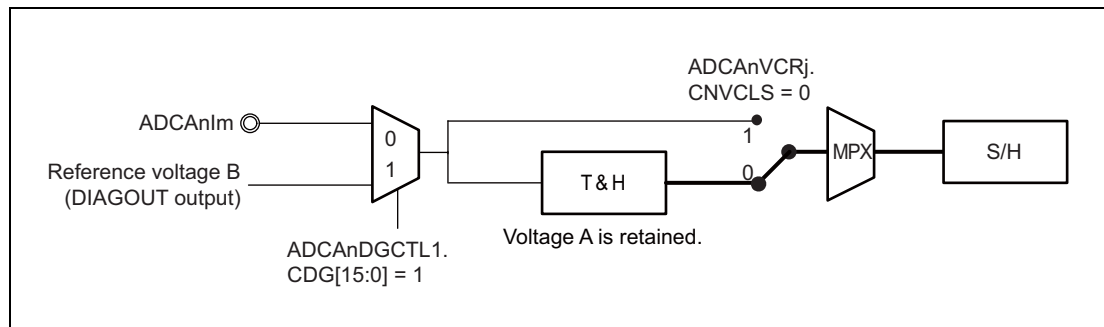 ADCAnVCRj.
CNVCLS = 0
ADCAnIm
0
1
1
0
MPX
S/H
Reference voltage B
(DIAGOUT output)
T & H
Voltage A is retained.
ADCAnDGCTL1.
CDG[15:0] = 1